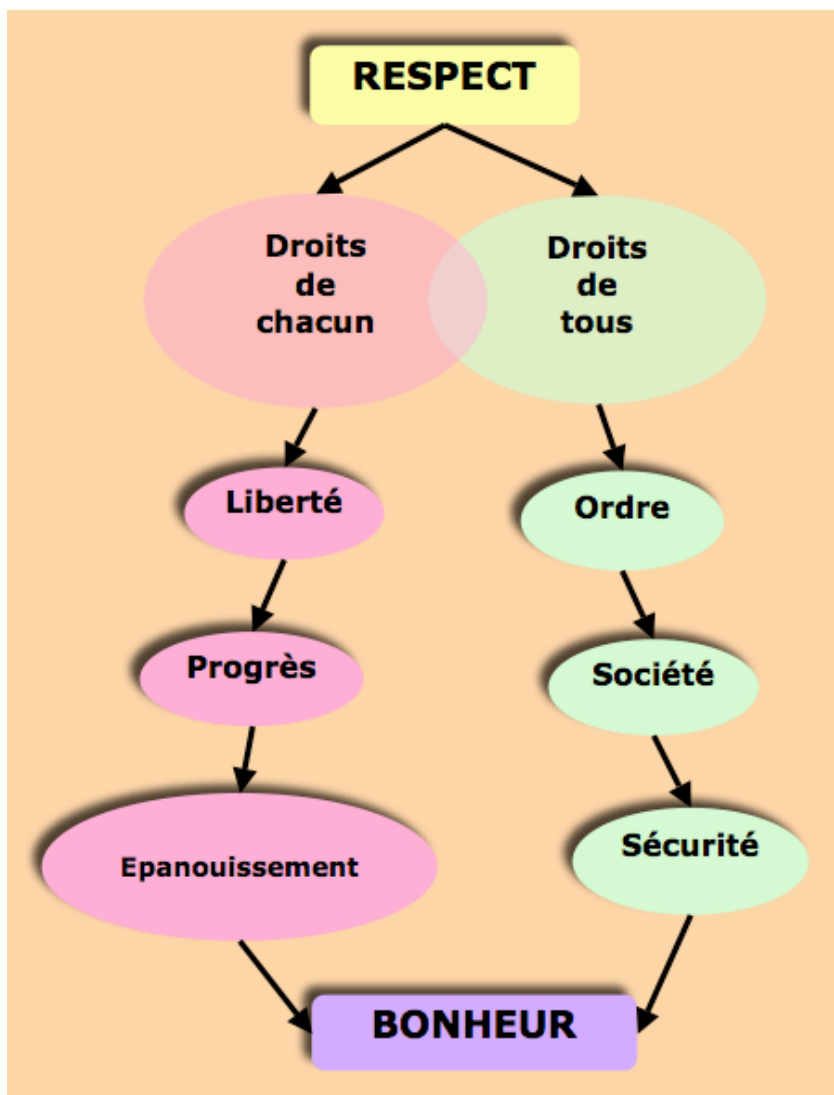 RESPECT
Droits
de
chacun
Droits
de
tous
Liberté
Ordre
Progrès
Société
Epanouissement
Sécurité
BONHEUR